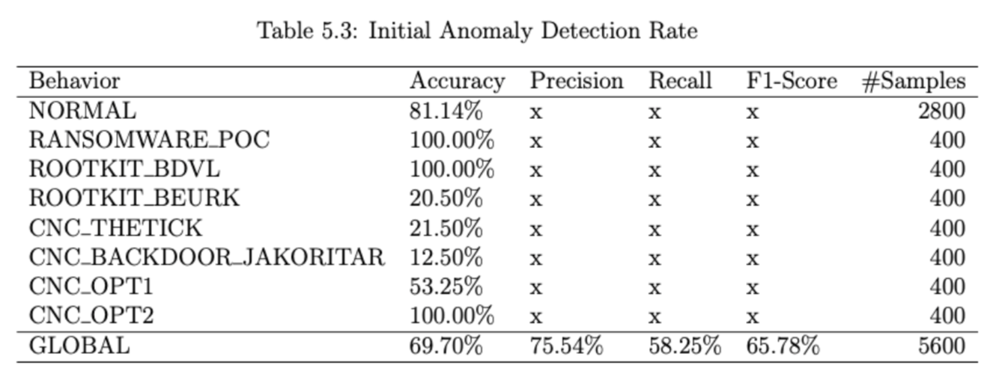 Table 5.3: Initial Anomaly Detection Rate
Behavior Accuracy Precision Recall F1-Score #Samples
NORMAL 81.14% x x x 2800
RANSOMWARE_POC 100.00% x x x 400
ROOTKIT_BDVL 100.00% x x x 400
ROOTKIT_BEURK 20.50% x x x 400
CNC_THETICK 21.50% x x x 400
CNC_BACKDOOR_JAKORITAR 12.50% x x x 400
CNC_OPT1 53.25% x x x 400
CNC_OPT2 100.00% x x x 400
GLOBAL 69.70% 75.54% 58.25% 65.78% 5600